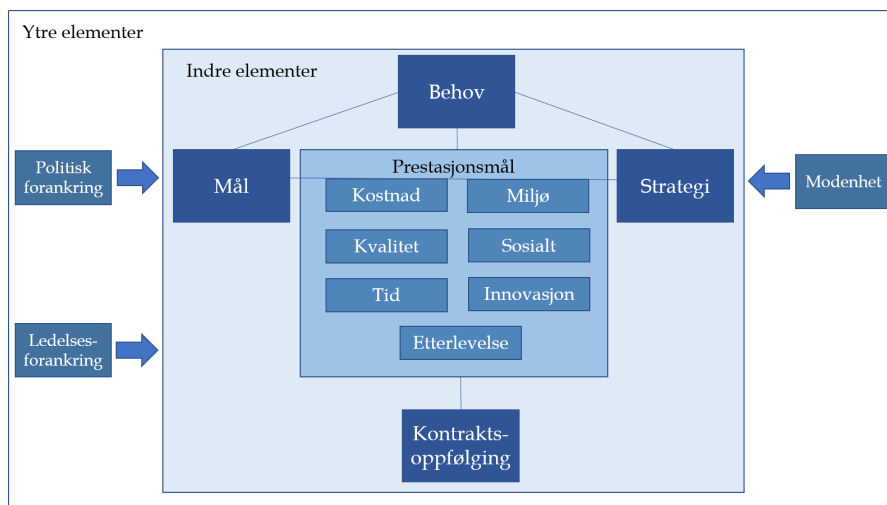 Ytre elementer
Indre elementer
Behov
Politisk
forankring
Mål
Prestasjonsmål
Strategi
Modenhet
Kostnad
Miljø
Kvalitet
Sosialt
Tid
Innovasjon
Ledelses-
forankring
Etterlevelse
Kontrakts-
oppfølging